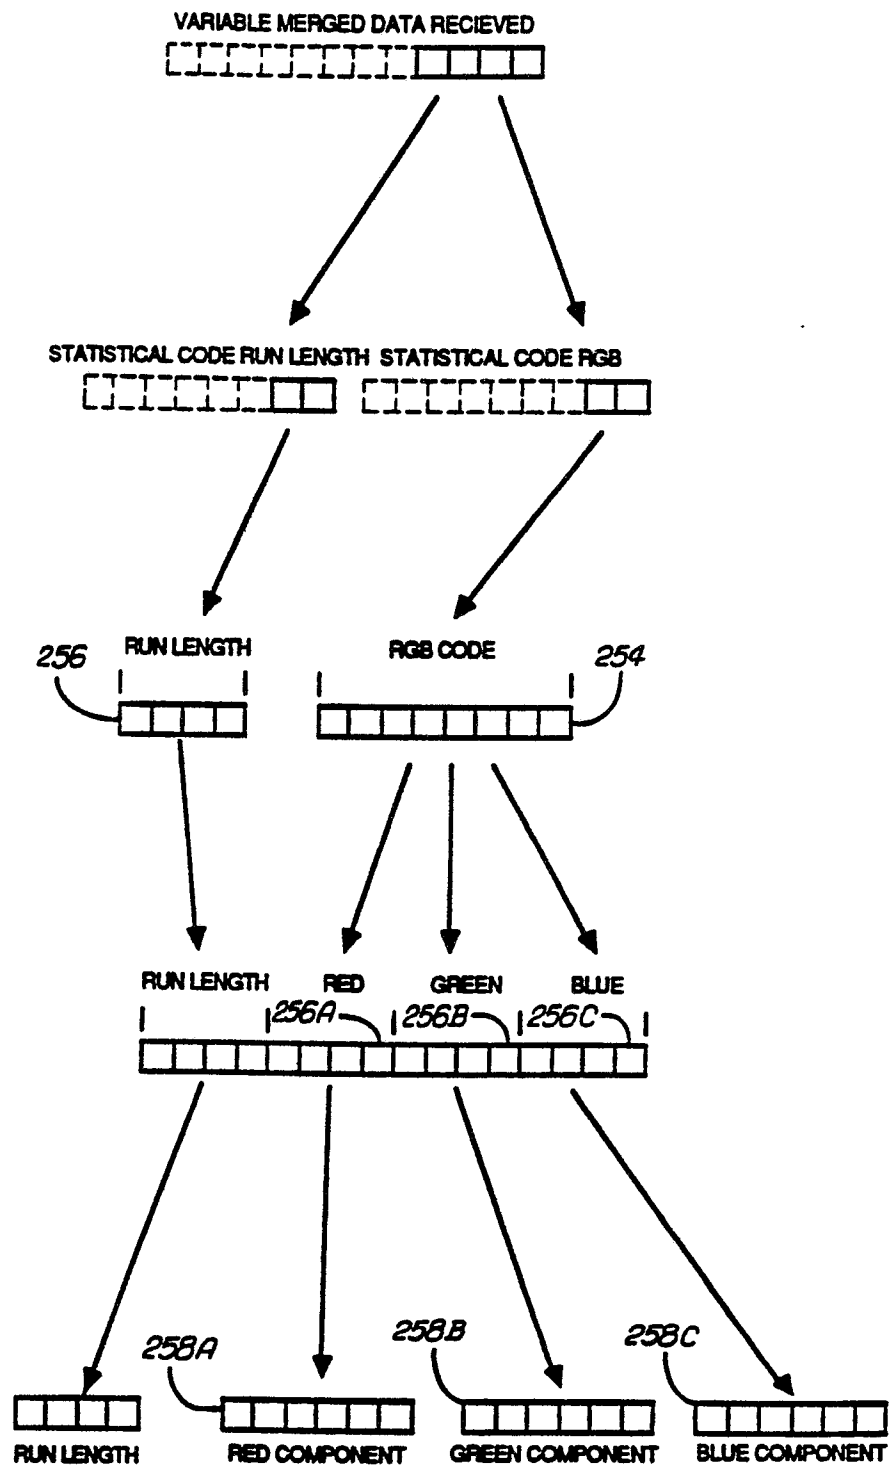 VARIABLE MERGED DATA RECIEVED
STATISTICAL CODE RUN LENGTH STATISTICAL CODE RGB
256 RUN LENGTH RGB CODE 254
RUN LENGTH RED GREEN BLUE
256A 256B 256C
258A 258B 258C
RUN LENGTH RED COMPONENT GREEN COMPONENT BLUE COMPONENT